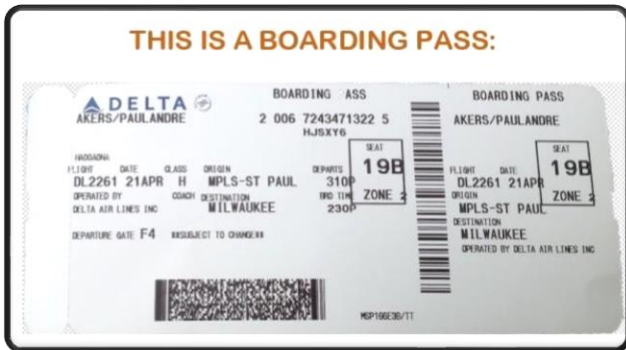 THIS IS A BOARDING PASS:
DELTA
BOARDING ASS
AKERS/PAULANDRE
2 006 7243471322 5
HJSXY6
SEAT
19B
ZONE 2
FLIGHT DATE CLASS ORIGIN DEPARTS
DL2261 21APR H MPLS-ST PAUL 310P
OPERATED BY COACH DESTINATION BRD TIME
DELTA AIR LINES INC MILWAUKEE 230P
DEPARTURE GATE F4 **SUBJECT TO CHANGE**
BOARDING PASS
AKERS/PAULANDRE
SEAT
19B
ZONE 2
FLIGHT DATE
DL2261 21APR
ORIGIN
MPLS-ST PAUL
DESTINATION
MILWAUKEE
OPERATED BY DELTA AIR LINES INC